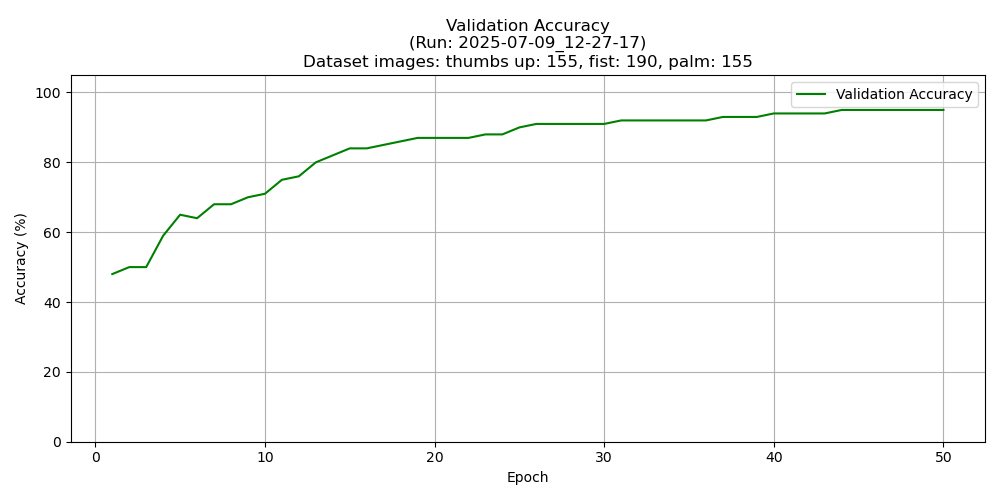 Validation Accuracy
(Run: 2025-07-09_12-27-17)
Dataset images: thumbs up: 155, fist: 190, palm: 155
Validation Accuracy
Accuracy (%)
100
80
60
40
20
0
0 10 20 30 40 50
Epoch